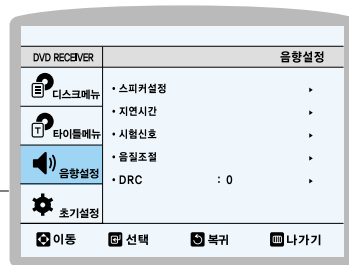 DVD RECEIVER 음향설정
디스크메뉴
타이틀메뉴
음향설정
초기설정
• 스피커설정
• 지연시간
• 시험신호
• 음질조절
• DRC : 0
이동 선택 복귀 나가기